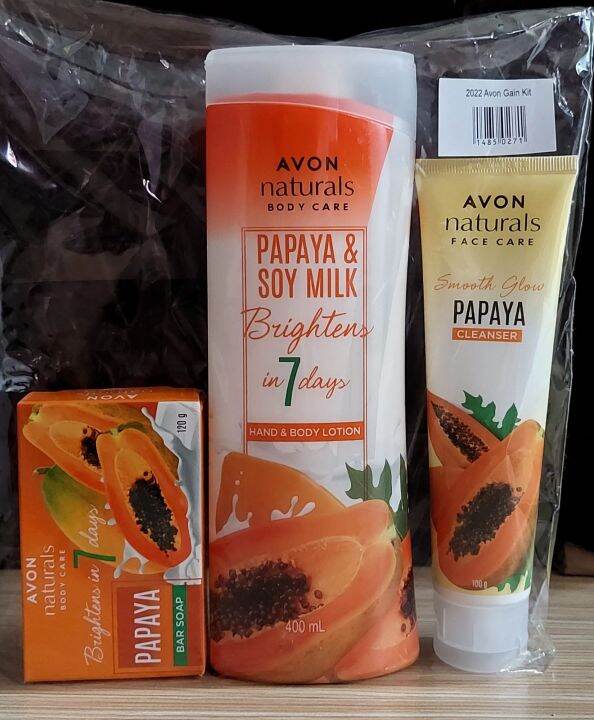 2022 Avon Gain Kit
1485 0271
AVON
naturals
BODY CARE
PAPAYA &
SOY MILK
Brightens
in 7 days
HAND & BODY LOTION
400 mL
AVON
naturals
FACE CARE
Smooth Glow
PAPAYA
CLEANSER
100 g
AVON
120 g
AVON
naturals
BODY CARE
Brightens in 7 days
PAPAYA
BAR SOAP